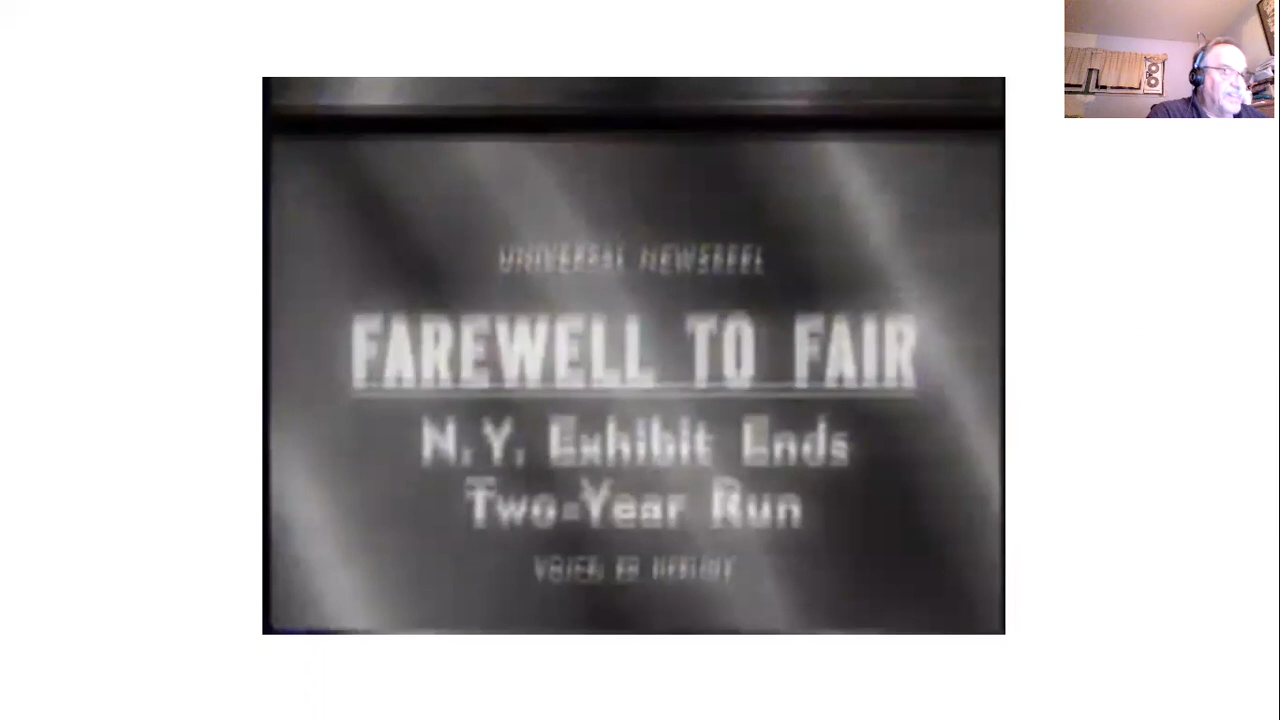 UNIVERSAL NEWSREEL
FAREWELL TO FAIR
N.Y. Exhibit Ends
Two-Year Run